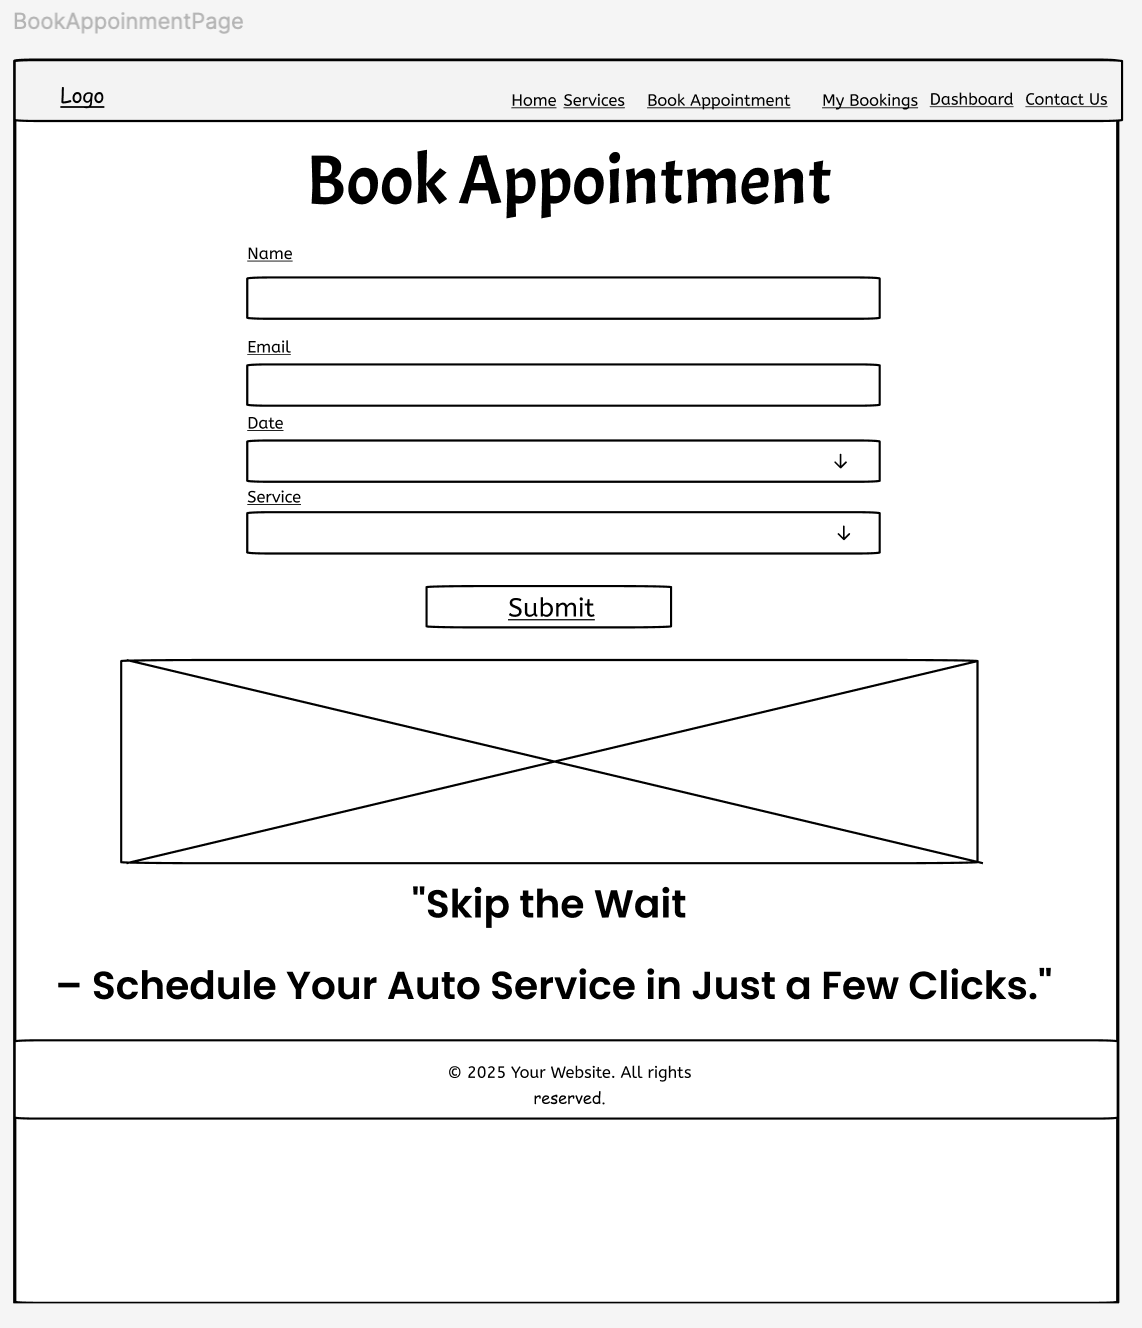 BookAppoinmentPage
Logo
Home Services Book Appointment My Bookings Dashboard Contact Us
Book Appointment
Name
Email
Date
Service
Submit
"Skip the Wait
– Schedule Your Auto Service in Just a Few Clicks."
© 2025 Your Website. All rights
reserved.